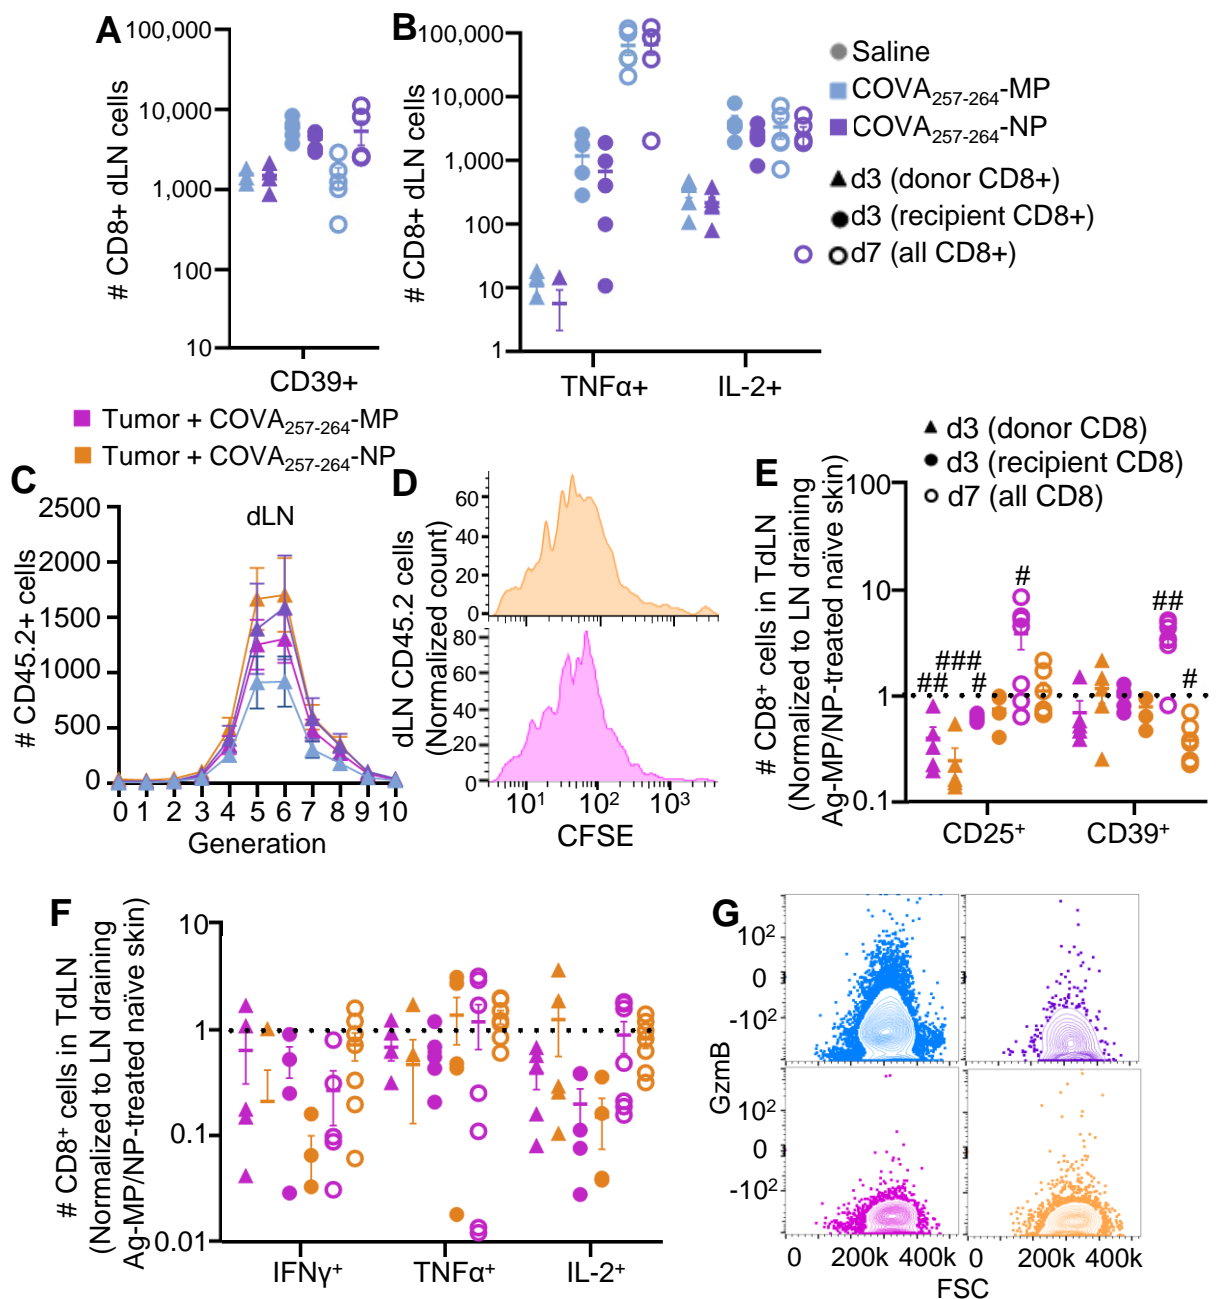 A
# CD8+ dLN cells
100,000
10,000
1,000
100
10
CD39+
B
# CD8+ dLN cells
100,000
10,000
1,000
100
10
1
TNFα+ IL-2+
Saline
COVA257-264-MP
COVA257-264-NP
d3 (donor CD8+)
d3 (recipient CD8+)
d7 (all CD8+)
Tumor + COVA257-264-MP
Tumor + COVA257-264-NP
C
# CD45.2+ cells
2500
2000
1500
1000
500
0
dLN
0 1 2 3 4 5 6 7 8 9 10
Generation
D
dLN CD45.2 cells
(Normalized count)
60
40
20
0
80
60
40
20
0
10¹ 10² 10³
CFSE
E
# CD8⁺ cells in TdLN
(Normalized to LN draining
Ag-MP/NP-treated naïve skin)
100
10
1
0.1
d3 (donor CD8)
d3 (recipient CD8)
d7 (all CD8)
#
##
###
## #
#
CD25⁺ CD39⁺
F
# CD8⁺ cells in TdLN
(Normalized to LN draining
Ag-MP/NP-treated naïve skin)
10
1
0.1
0.01
IFNγ⁺ TNFα⁺ IL-2⁺
G
GzmB
10²
0
-10²
10²
0
-10²
0 200k 400k 0 200k 400k
FSC